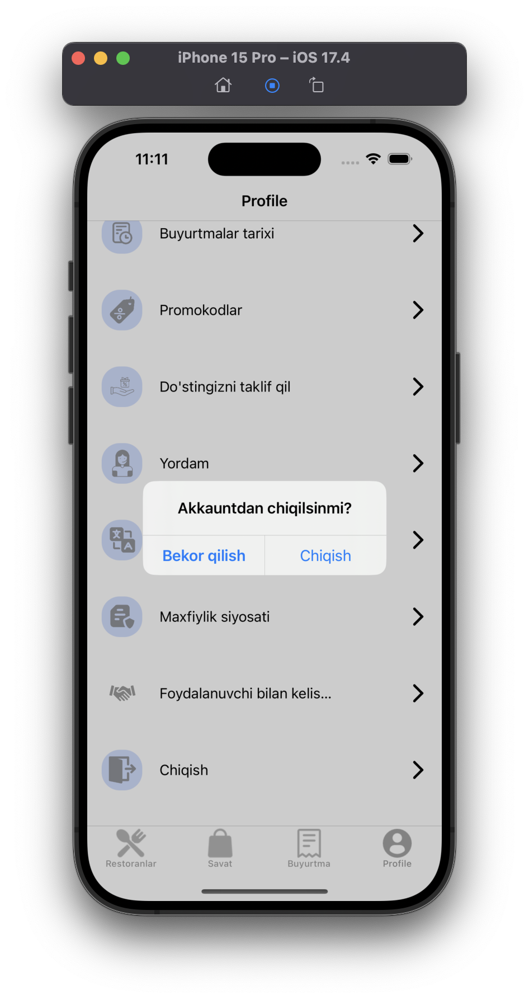 iPhone 15 Pro – iOS 17.4
11:11
Profile
Buyurtmalar tarixi
Promokodlar
Do'stingizni taklif qil
Yordam
Akkauntdan chiqilsinmi?
Bekor qilish
Chiqish
Maxfiylik siyosati
Foydalanuvchi bilan kelis...
Chiqish
Restoranlar
Savat
Buyurtma
Profile